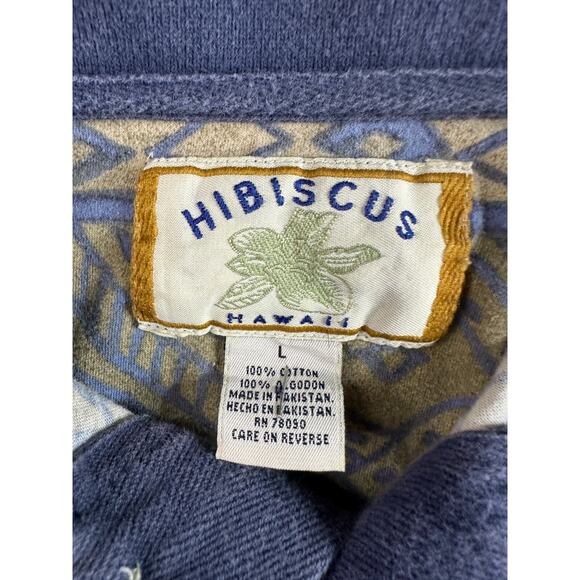 HIBISCUS
HAWAII
L
100% COTTON
100% ALGODON
MADE IN PAKISTAN.
HECHO EN PAKISTAN.
RN 78090
CARE ON REVERSE